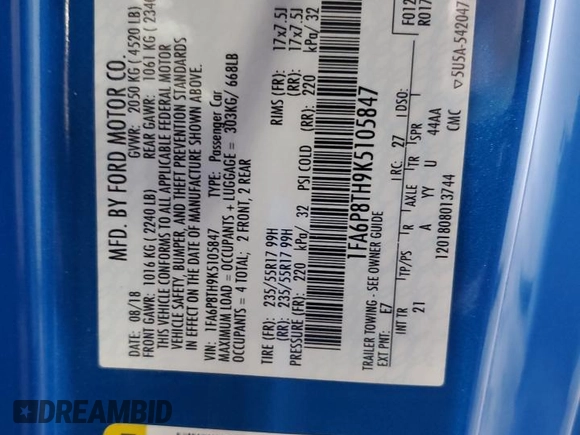 MFD. BY FORD MOTOR CO.
DATE: 08/18 GVWR: 2050 KG ( 4520 LB)
FRONT GAWR: 1016 KG ( 2240 LB) REAR GAWR: 1061 KG ( 2340
THIS VEHICLE CONFORMS TO ALL APPLICABLE FEDERAL MOTOR
VEHICLE SAFETY, BUMPER, AND THEFT PREVENTION STANDARDS
IN EFFECT ON THE DATE OF MANUFACTURE SHOWN ABOVE.
VIN: 1FA6P8TH9K5105847 TYPE: Passenger Car
MAXIMUM LOAD = OCCUPANTS + LUGGAGE = 303KG/ 668LB
OCCUPANTS = 4 TOTAL; 2 FRONT, 2 REAR
TIRE (FR): 235/55R17 99H RIMS (FR): 17x7.5J
(RR): 235/55R17 99H (RR): 17x7.5J
PRESSURE (FR): 220 kPa/ 32 PSI COLD (RR): 220 kPa/ 32
1FA6P8TH9K5105847
TRAILER TOWING - SEE OWNER GUIDE
F012
R017
EXT PNT: E7 RC: 27 DSO:
INT TR TP/PS R AXLE TR SPR
21 A YY U 44AA
1201808013744 CMC
▽5U5A-542047
DREAMBID